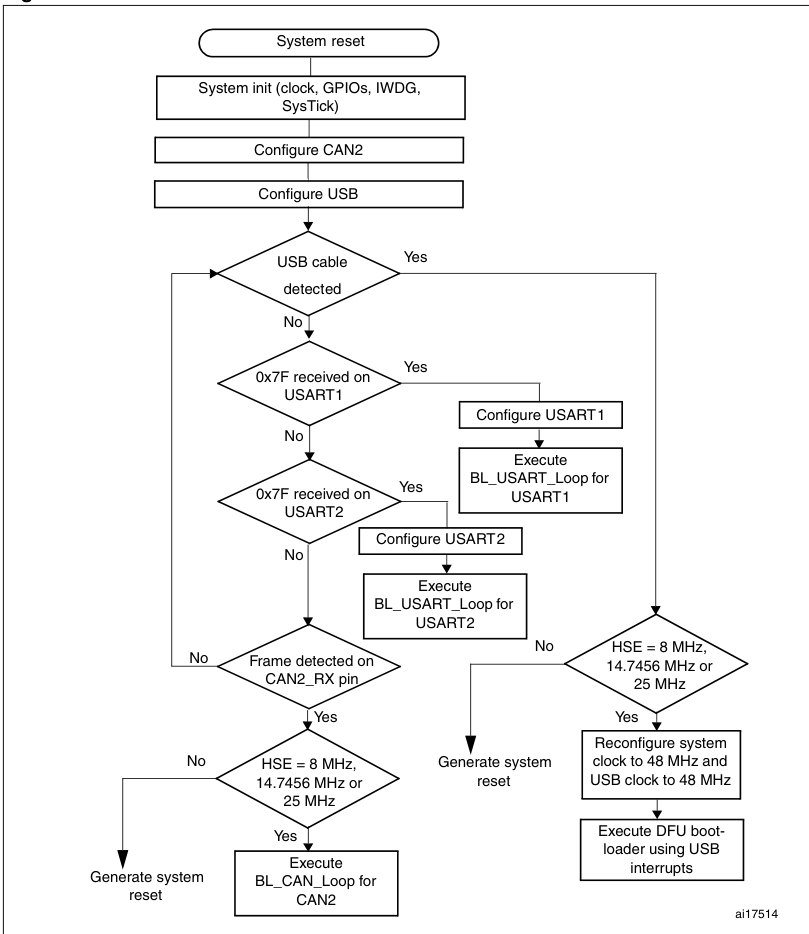 System reset
System init (clock, GPIOs, IWDG,
SysTick)
Configure CAN2
Configure USB
USB cable
detected
Yes
No
0x7F received on
USART1
Yes
Configure USART1
No
Execute
BL_USART_Loop for
USART1
0x7F received on
USART2
Yes
Configure USART2
No
Execute
BL_USART_Loop for
USART2
Frame detected on
CAN2_RX pin
No
Yes
HSE = 8 MHz,
14.7456 MHz or
25 MHz
No
Generate system
reset
Yes
Reconfigure system
clock to 48 MHz and
USB clock to 48 MHz
Execute DFU boot-
loader using USB
interrupts
HSE = 8 MHz,
14.7456 MHz or
25 MHz
No
Generate system
reset
Yes
Execute
BL_CAN_Loop for
CAN2
ai17514